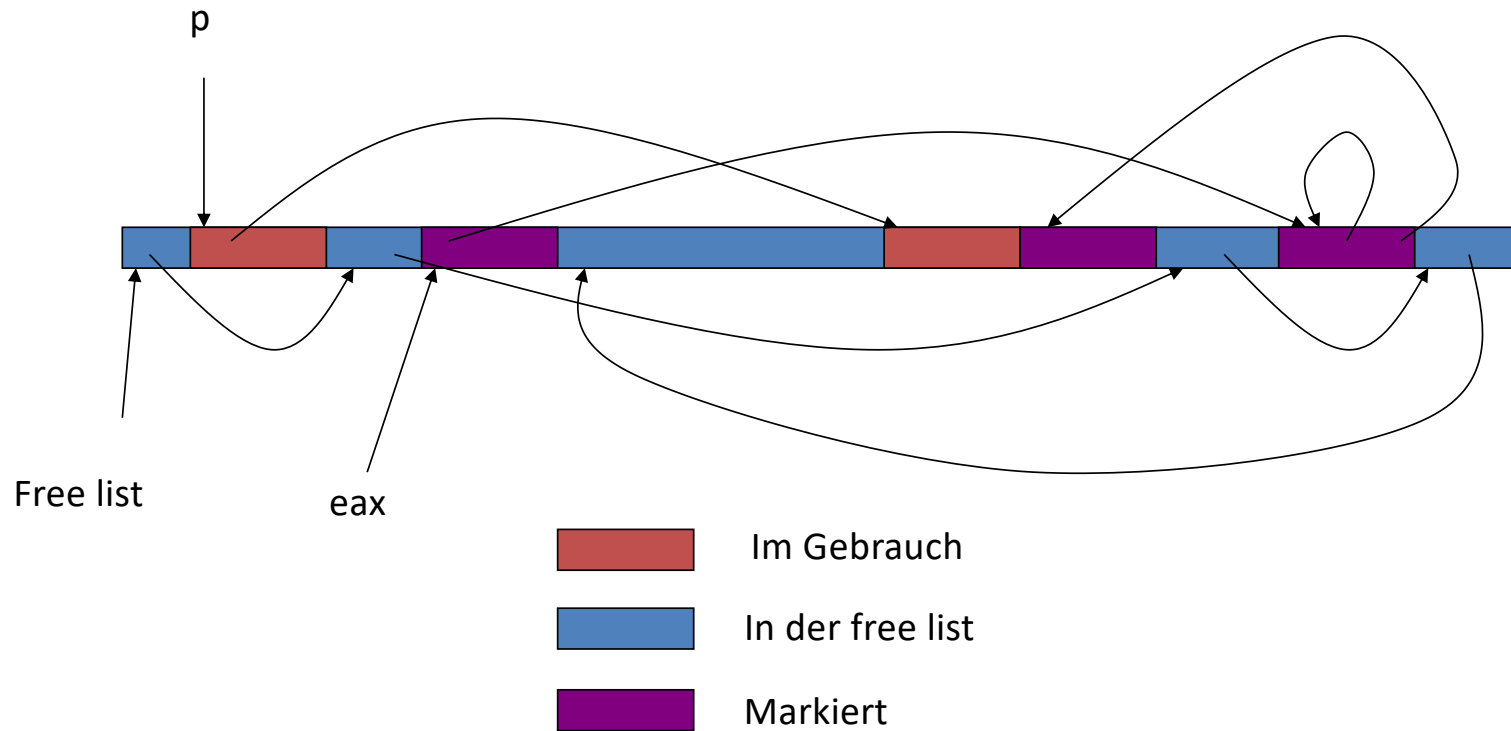 p
Free list
eax
Im Gebrauch
In der free list
Markiert